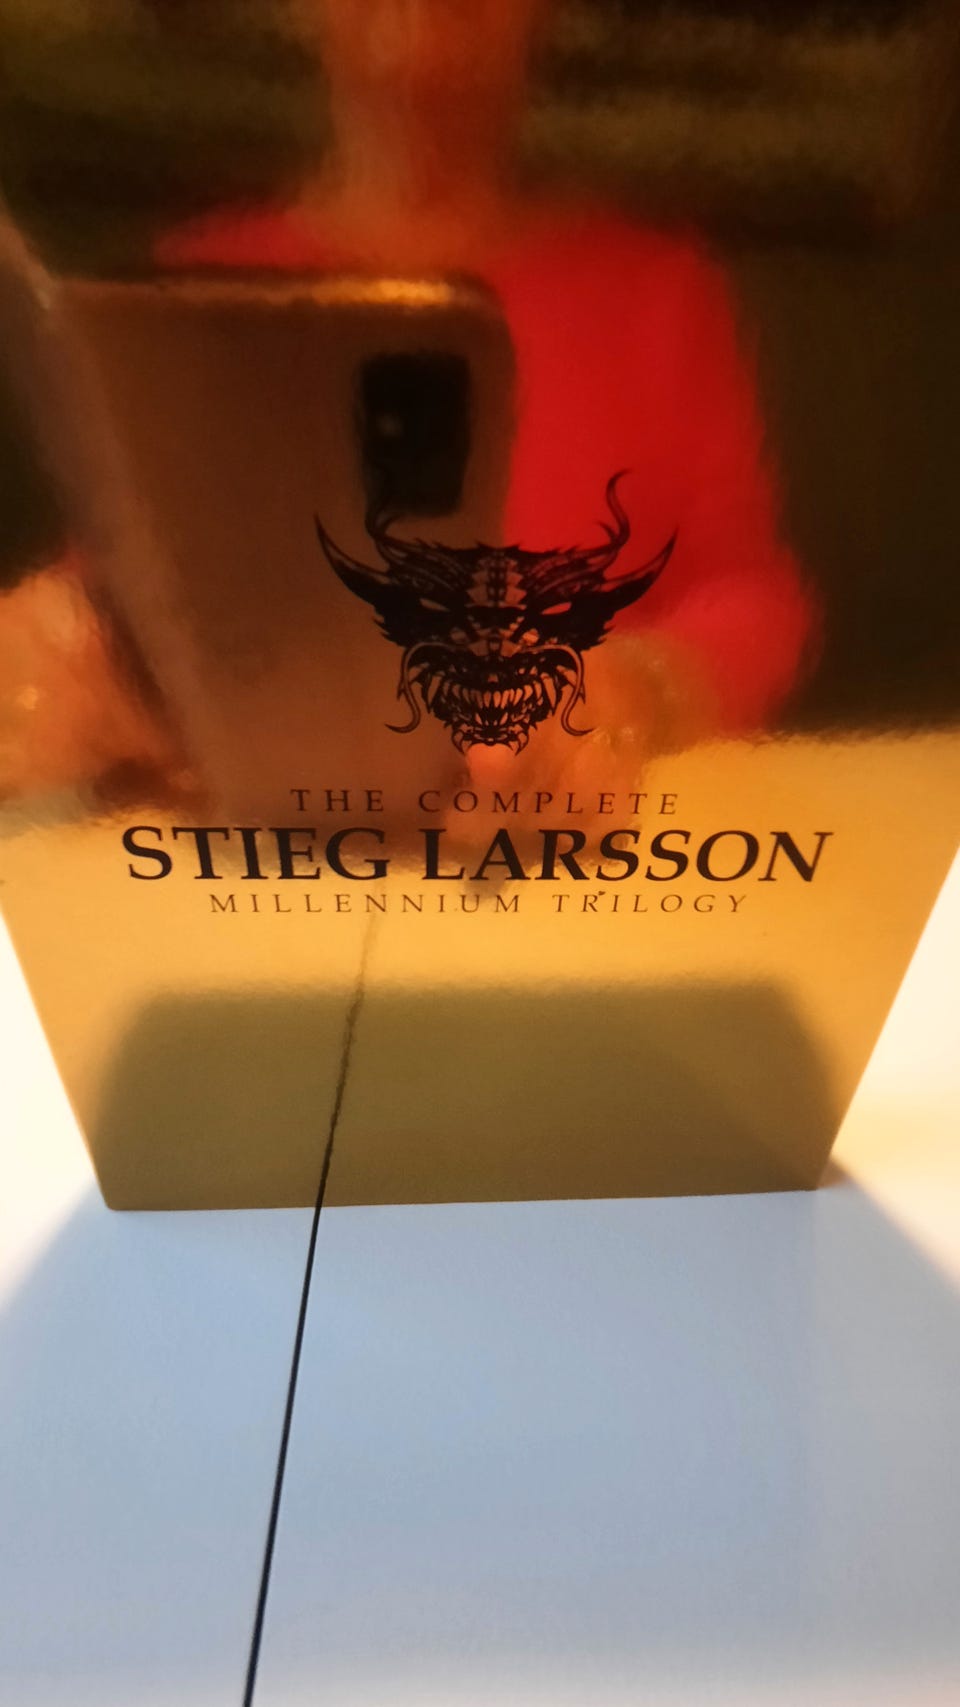 THE COMPLETE
STIEG LARSSON
MILLENNIUM TRILOGY